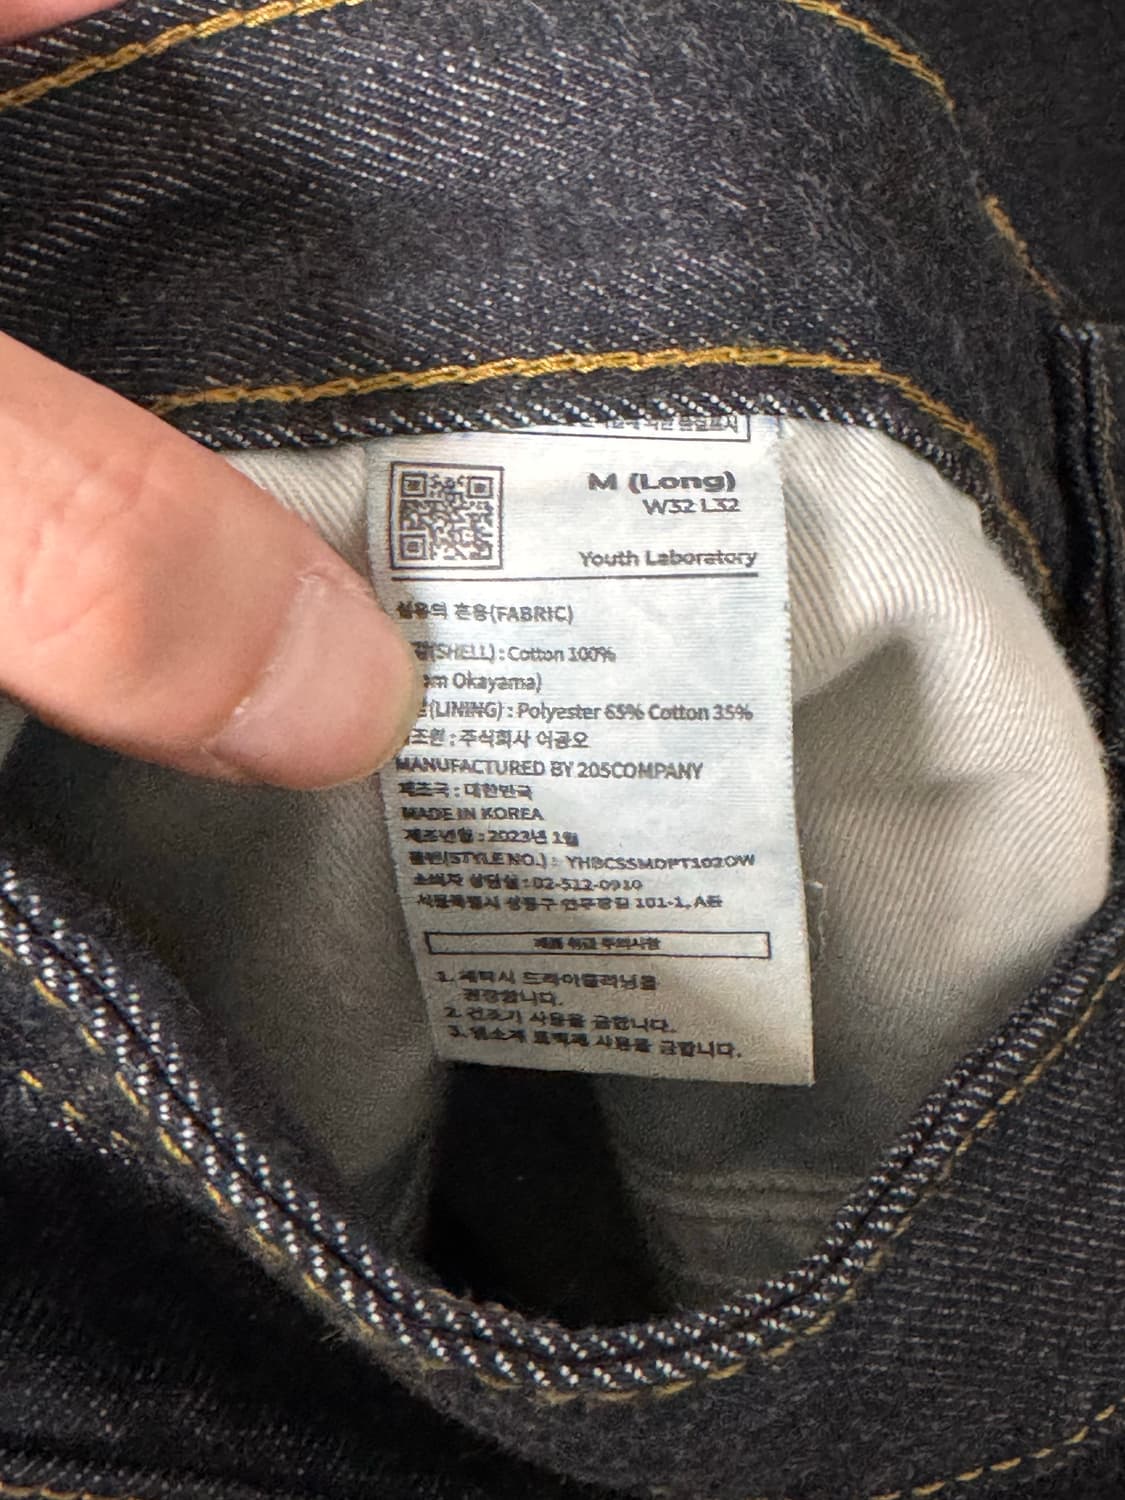 M (Long)
W32 L32
Youth Laboratory
혼용(FABRIC)
(SHELL) : Cotton 100%
Okayama)
(LINING) : Polyester 65% Cotton 35%
: 주식회사 어공오
MANUFACTURED BY 205COMPANY
제조국 : 대한민국
MADE IN KOREA
제조년월 : 2023년 1월
품번(STYLE NO.) : YHBCSSMDPT102OW
소비자 상담실 : 02-512-0910
서울특별시 성동구 연무장길 101-1, A동
제품 취급 주의사항
1. 세탁시 드라이클리닝을
권장합니다.
2. 건조기 사용을 금합니다.
3. 염소계 표백제 사용을 금합니다.